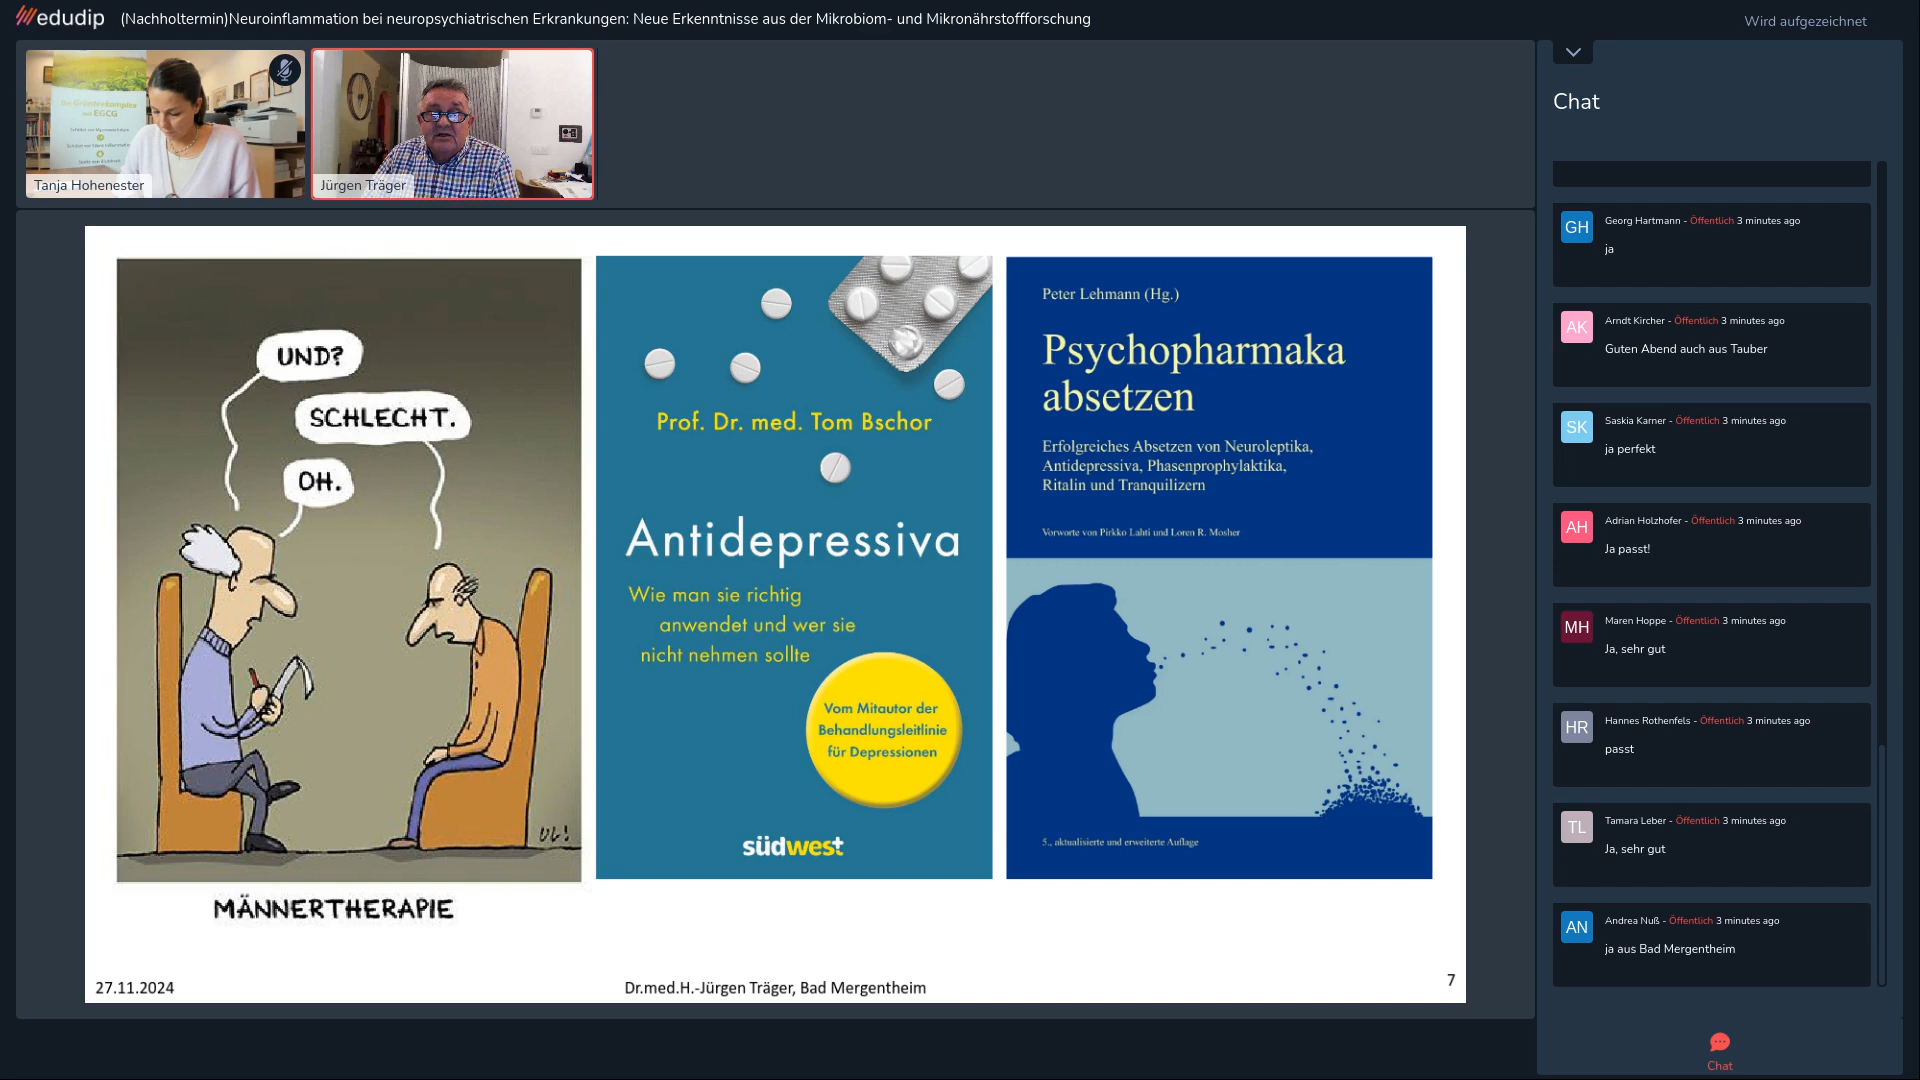 edudip
(Nachholtermin)Neuroinflammation bei neuropsychiatrischen Erkrankungen: Neue Erkenntnisse aus der Mikrobiom- und Mikronährstoffforschung
Wird aufgezeichnet
EGCG
Tanja Hohenester
Jürgen Träger
UND?
SCHLECHT.
OH.
MÄNNERTHERAPIE
Prof. Dr. med. Tom Bschor
Antidepressiva
Wie man sie richtig
anwendet und wer sie
nicht nehmen sollte
Vom Mitautor der
Behandlungsleitlinie
für Depressionen
südwest
Peter Lehmann (Hg.)
Psychopharmaka
absetzen
Erfolgreiches Absetzen von Neuroleptika,
Antidepressiva, Phasenprophylaktika,
Ritalin und Tranquilizern
Vorworte von Pirkko Lahti und Loren R. Mosher
5., aktualisierte und erweiterte Auflage
27.11.2024
Dr.med.H.-Jürgen Träger, Bad Mergentheim
7
Chat
GH
Georg Hartmann - Öffentlich 3 minutes ago
ja
AK
Arndt Kircher - Öffentlich 3 minutes ago
Guten Abend auch aus Tauber
SK
Saskia Karner - Öffentlich 3 minutes ago
ja perfekt
AH
Adrian Holzhofer - Öffentlich 3 minutes ago
Ja passt!
MH
Maren Hoppe - Öffentlich 3 minutes ago
Ja, sehr gut
HR
Hannes Rothenfels - Öffentlich 3 minutes ago
passt
TL
Tamara Leber - Öffentlich 3 minutes ago
Ja, sehr gut
AN
Andrea Nuß - Öffentlich 3 minutes ago
ja aus Bad Mergentheim
Chat